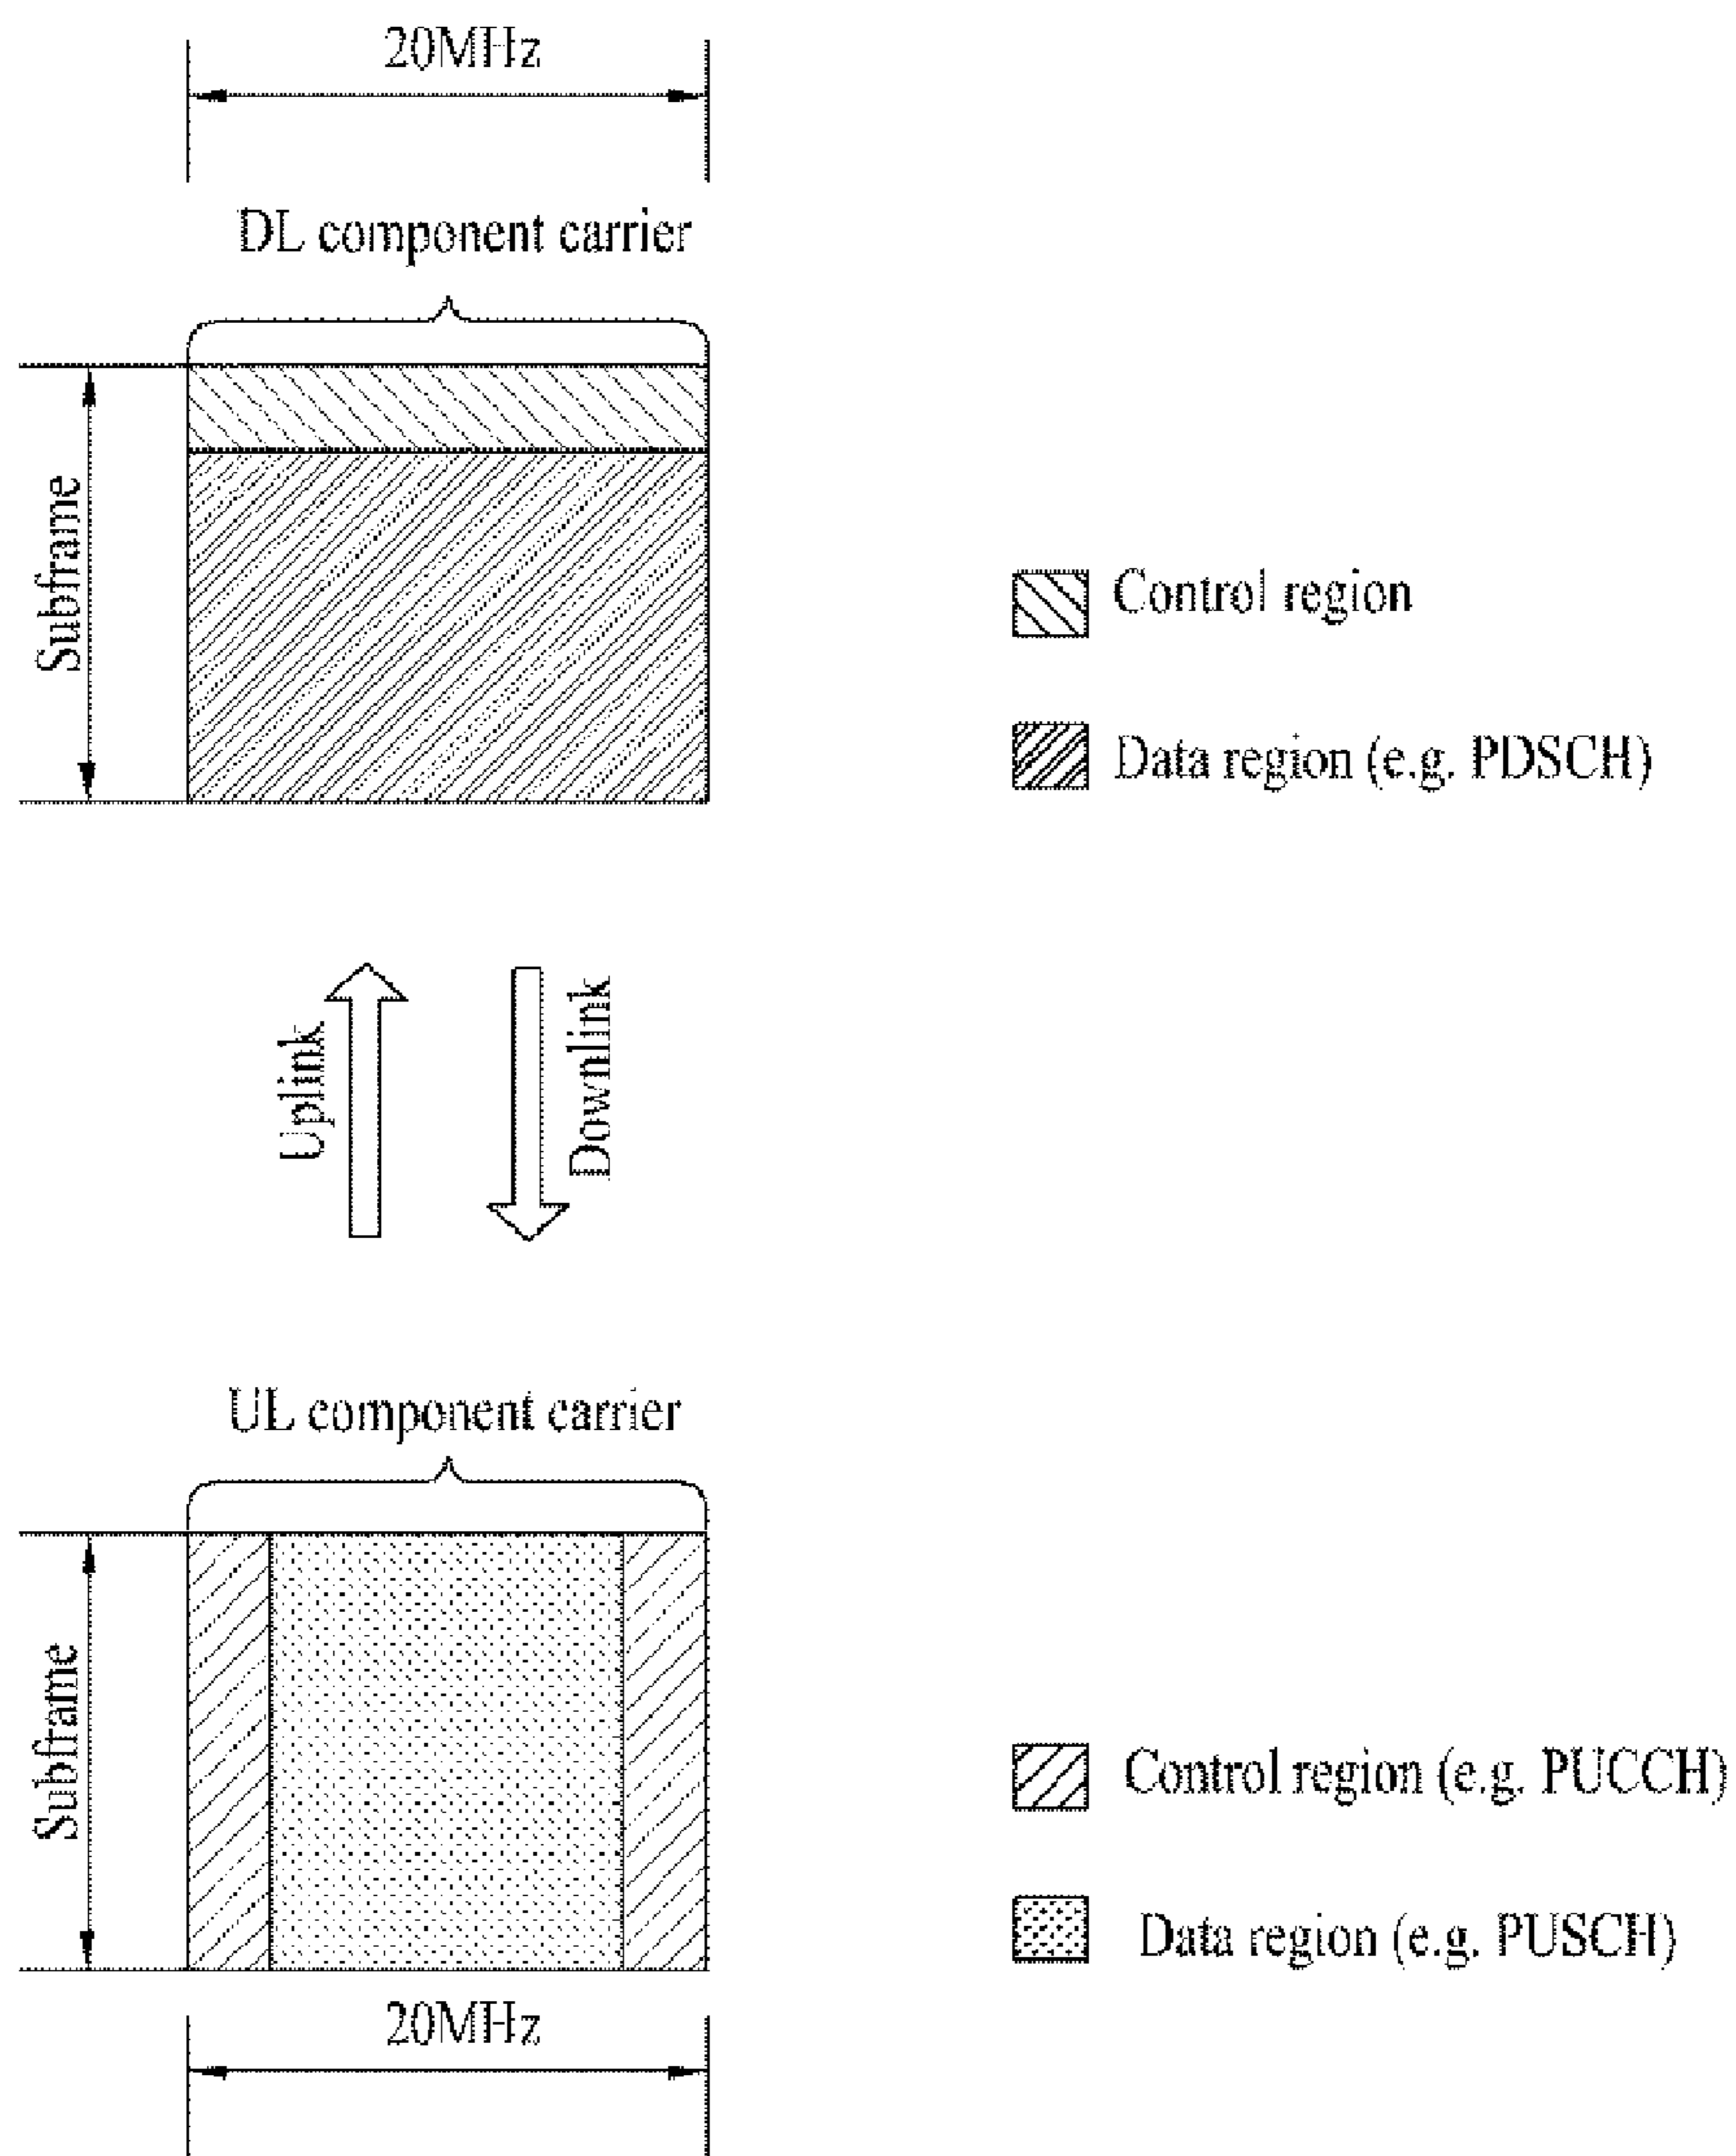 20MHz
DL component carrier
Subframe
Control region
Data region (e.g. PDSCH)
Uplink
Downlink
UL component carrier
Subframe
Control region (e.g. PUCCH)
Data region (e.g. PUSCH)
20MHz